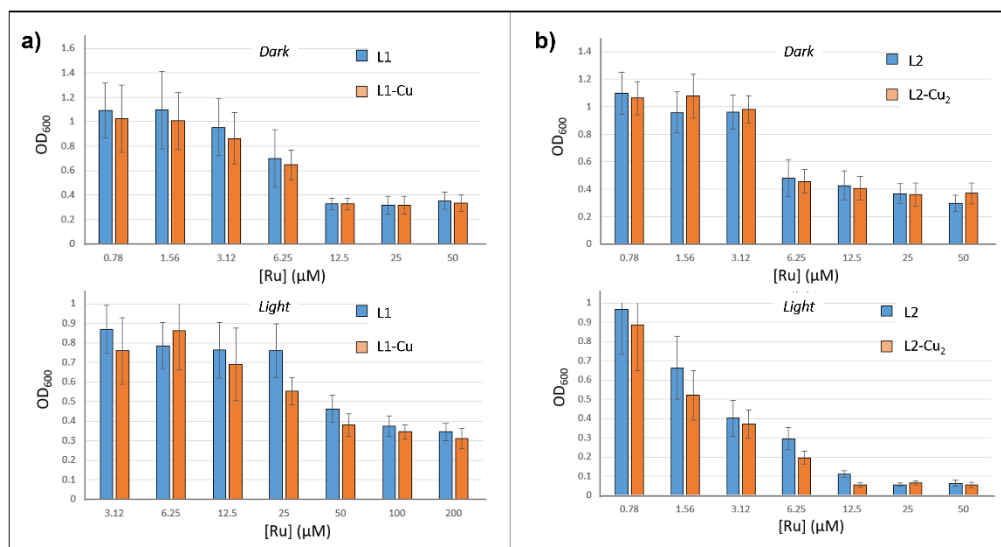 a)
Dark
L1
L1-Cu
OD600
1.6
1.4
1.2
1
0.8
0.6
0.4
0.2
0
0.78 1.56 3.12 6.25 12.5 25 50
[Ru] (µM)
Light
L1
L1-Cu
OD600
1
0.9
0.8
0.7
0.6
0.5
0.4
0.3
0.2
0.1
0
3.12 6.25 12.5 25 50 100 200
[Ru] (µM)
b)
Dark
L2
L2-Cu2
OD600
1.4
1.2
1
0.8
0.6
0.4
0.2
0
0.78 1.56 3.12 6.25 12.5 25 50
[Ru] (µM)
Light
L2
L2-Cu2
OD600
1
0.9
0.8
0.7
0.6
0.5
0.4
0.3
0.2
0.1
0
0.78 1.56 3.12 6.25 12.5 25 50
[Ru] (µM)